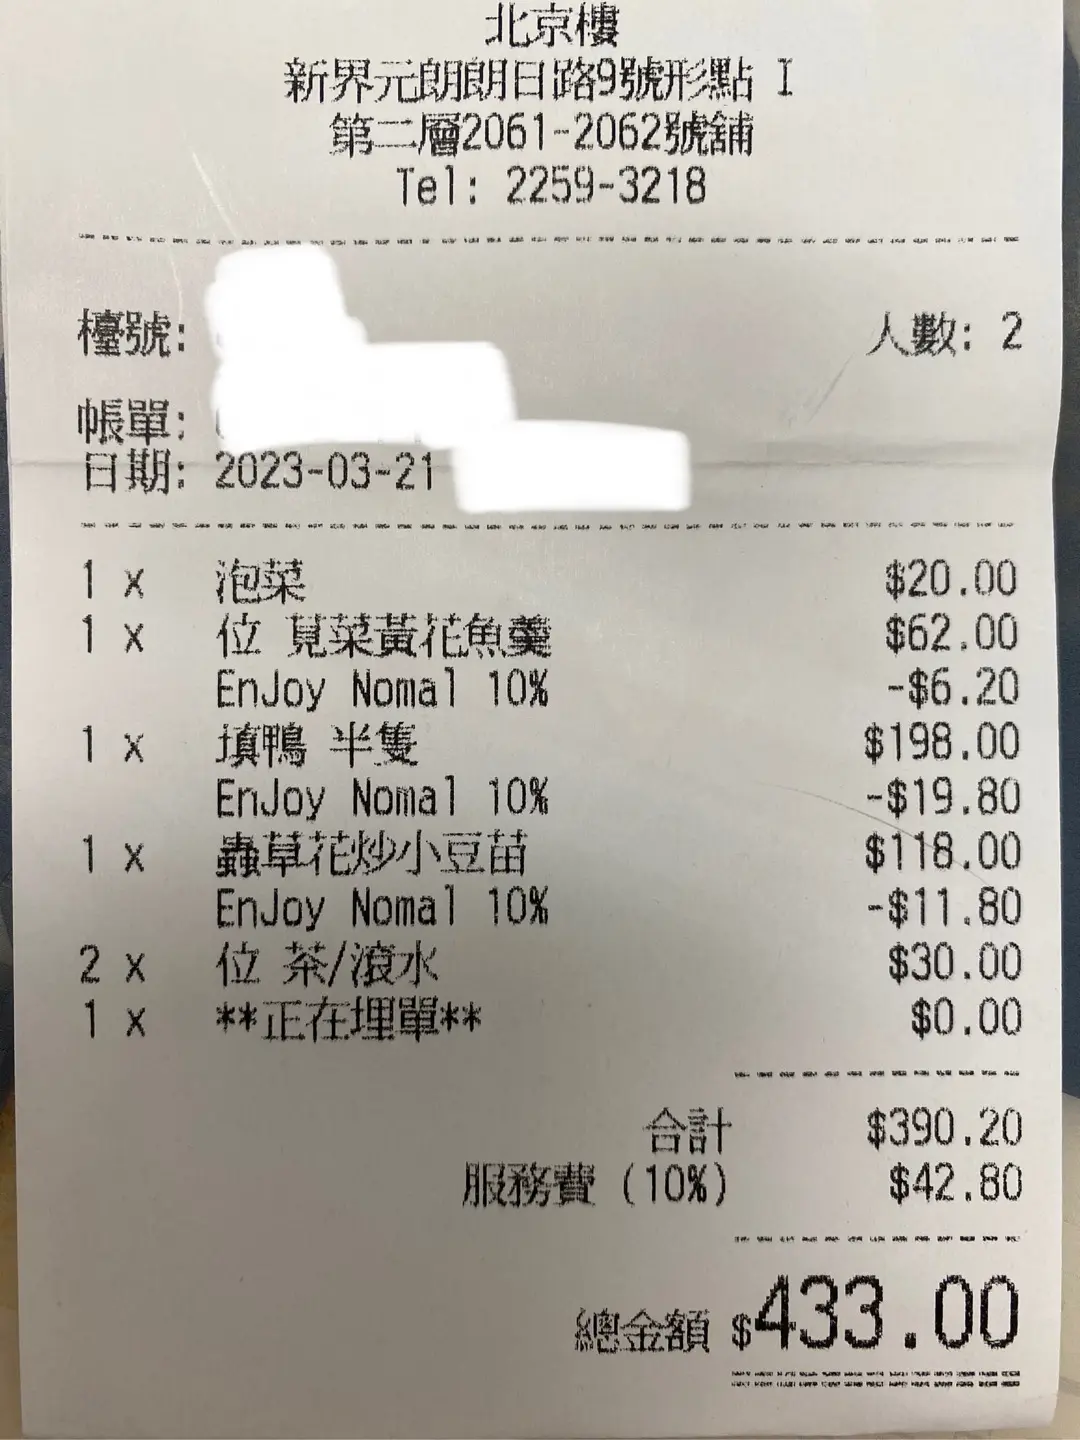 北京樓
新界元朗朗日路9號形點 I
第二層2061-2062號舖
Tel: 2259-3218
檯號:
人數: 2
帳單:
日期: 2023-03-21
1 x 泡菜 $20.00
1 x 位 莧菜黃花魚羹 $62.00
EnJoy Nomal 10% -$6.20
1 x 填鴨 半隻 $198.00
EnJoy Nomal 10% -$19.80
1 x 蟲草花炒小豆苗 $118.00
EnJoy Nomal 10% -$11.80
2 x 位 茶/滾水 $30.00
1 x **正在埋單** $0.00
合計 $390.20
服務費 (10%) $42.80
總金額 $433.00